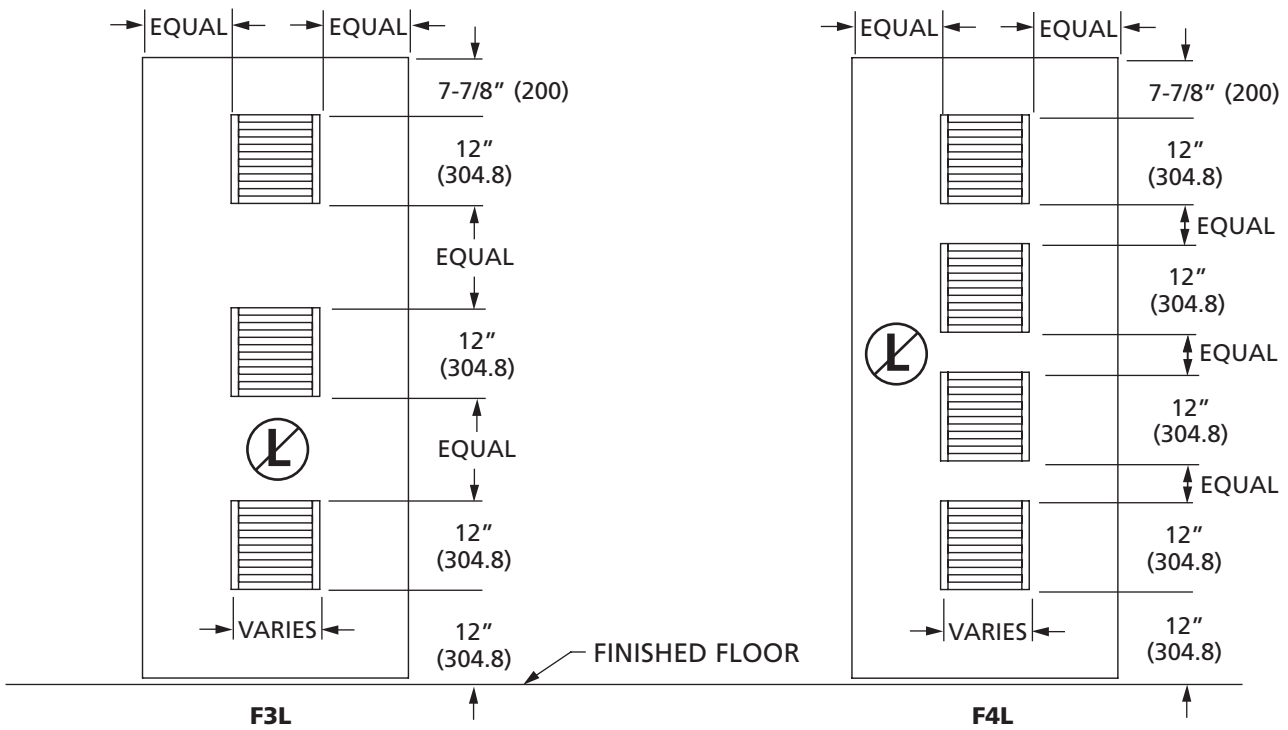 EQUAL EQUAL
7-7/8” (200)
12”
(304.8)
EQUAL
12”
(304.8)
EQUAL
L
12”
(304.8)
VARIES
12”
(304.8)
F3L
FINISHED FLOOR
EQUAL EQUAL
7-7/8” (200)
12”
(304.8)
EQUAL
12”
(304.8)
L
EQUAL
12”
(304.8)
EQUAL
12”
(304.8)
VARIES
12”
(304.8)
F4L